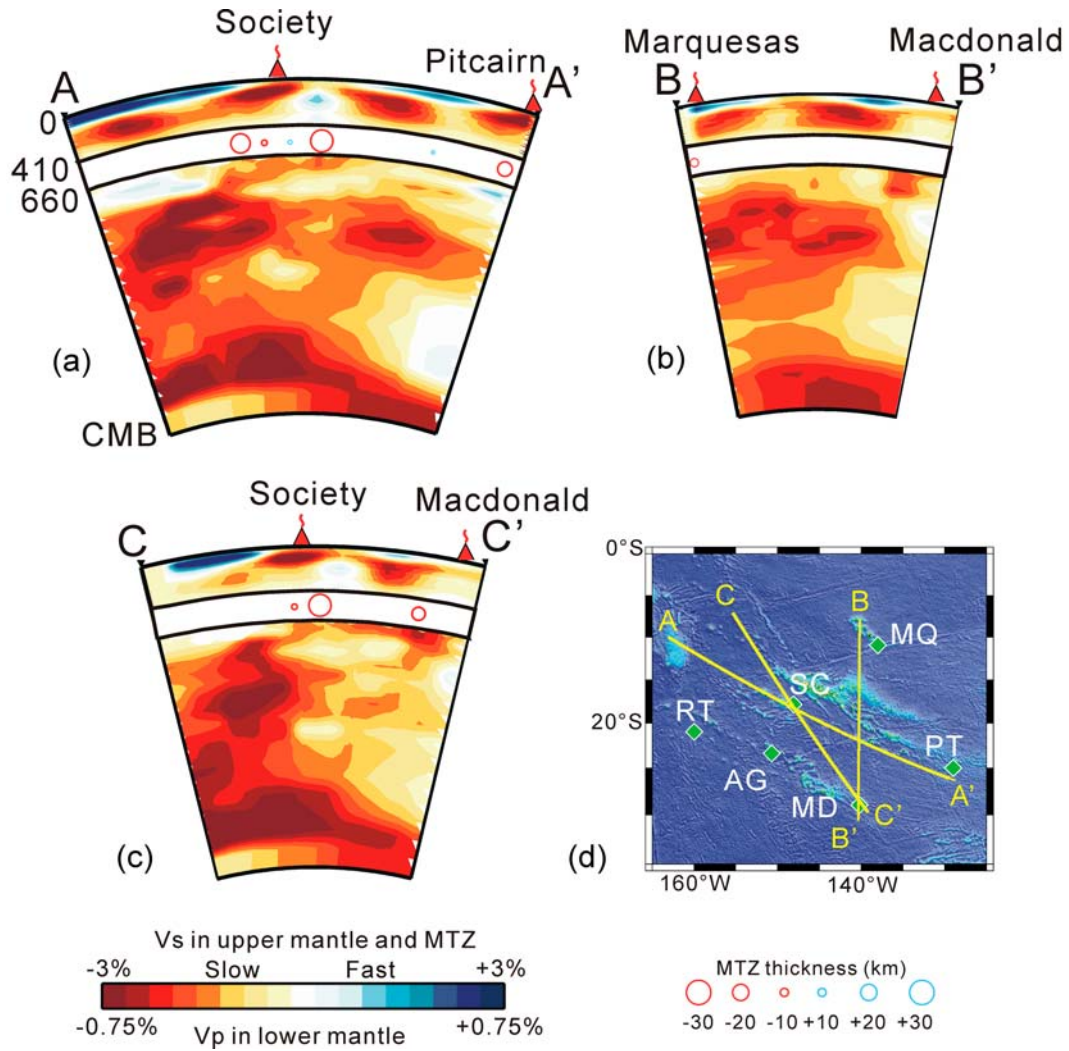 Society
Pitcairn
A
A’
0
410
660
(a)
CMB
Marquesas
Macdonald
B
B’
(b)
Society
Macdonald
C
C’
(c)
0°S
20°S
160°W
140°W
A
C
B
MQ
SC
RT
AG
PT
MD
A’
C’
B’
(d)
Vs in upper mantle and MTZ
-3% Slow Fast +3%
-0.75% Vp in lower mantle +0.75%
MTZ thickness (km)
-30 -20 -10 +10 +20 +30